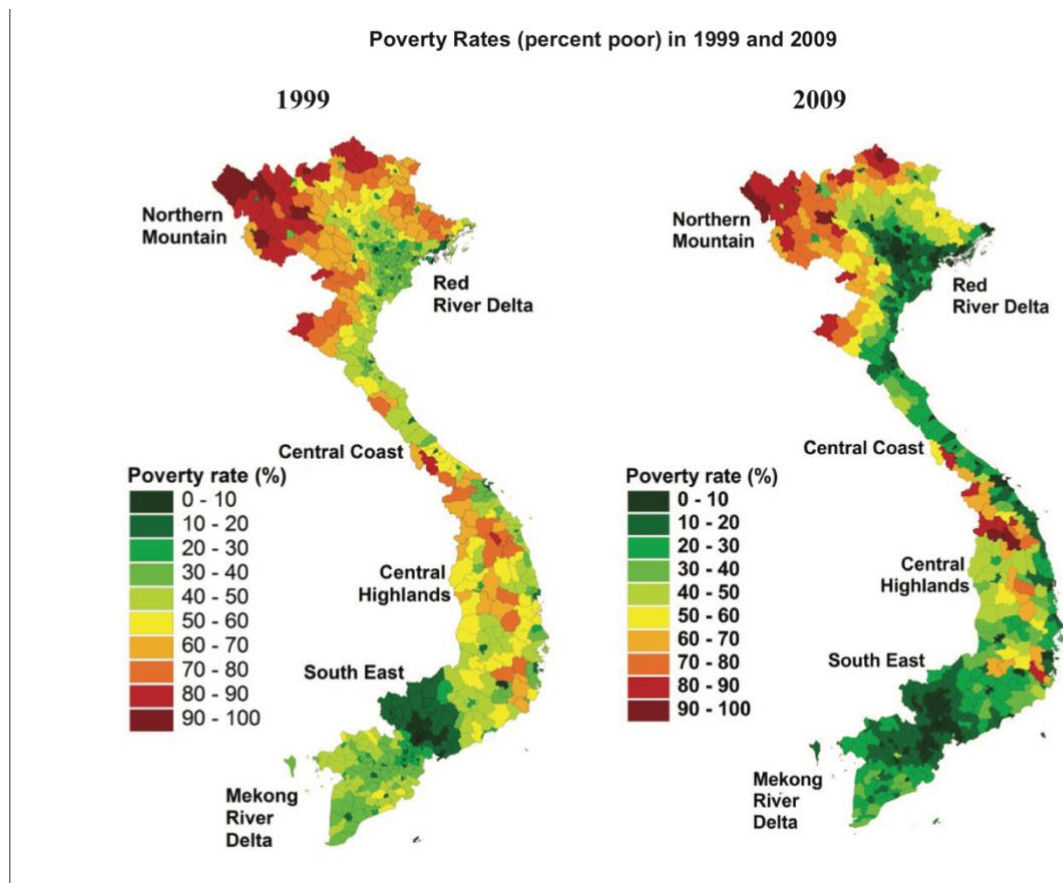 Poverty Rates (percent poor) in 1999 and 2009
1999
Northern
Mountain
Red
River Delta
Central Coast
Poverty rate (%)
0 - 10
10 - 20
20 - 30
30 - 40
40 - 50
50 - 60
60 - 70
70 - 80
80 - 90
90 - 100
Central
Highlands
South East
Mekong
River
Delta
2009
Northern
Mountain
Red
River Delta
Central Coast
Poverty rate (%)
0 - 10
10 - 20
20 - 30
30 - 40
40 - 50
50 - 60
60 - 70
70 - 80
80 - 90
90 - 100
Central
Highlands
South East
Mekong
River
Delta